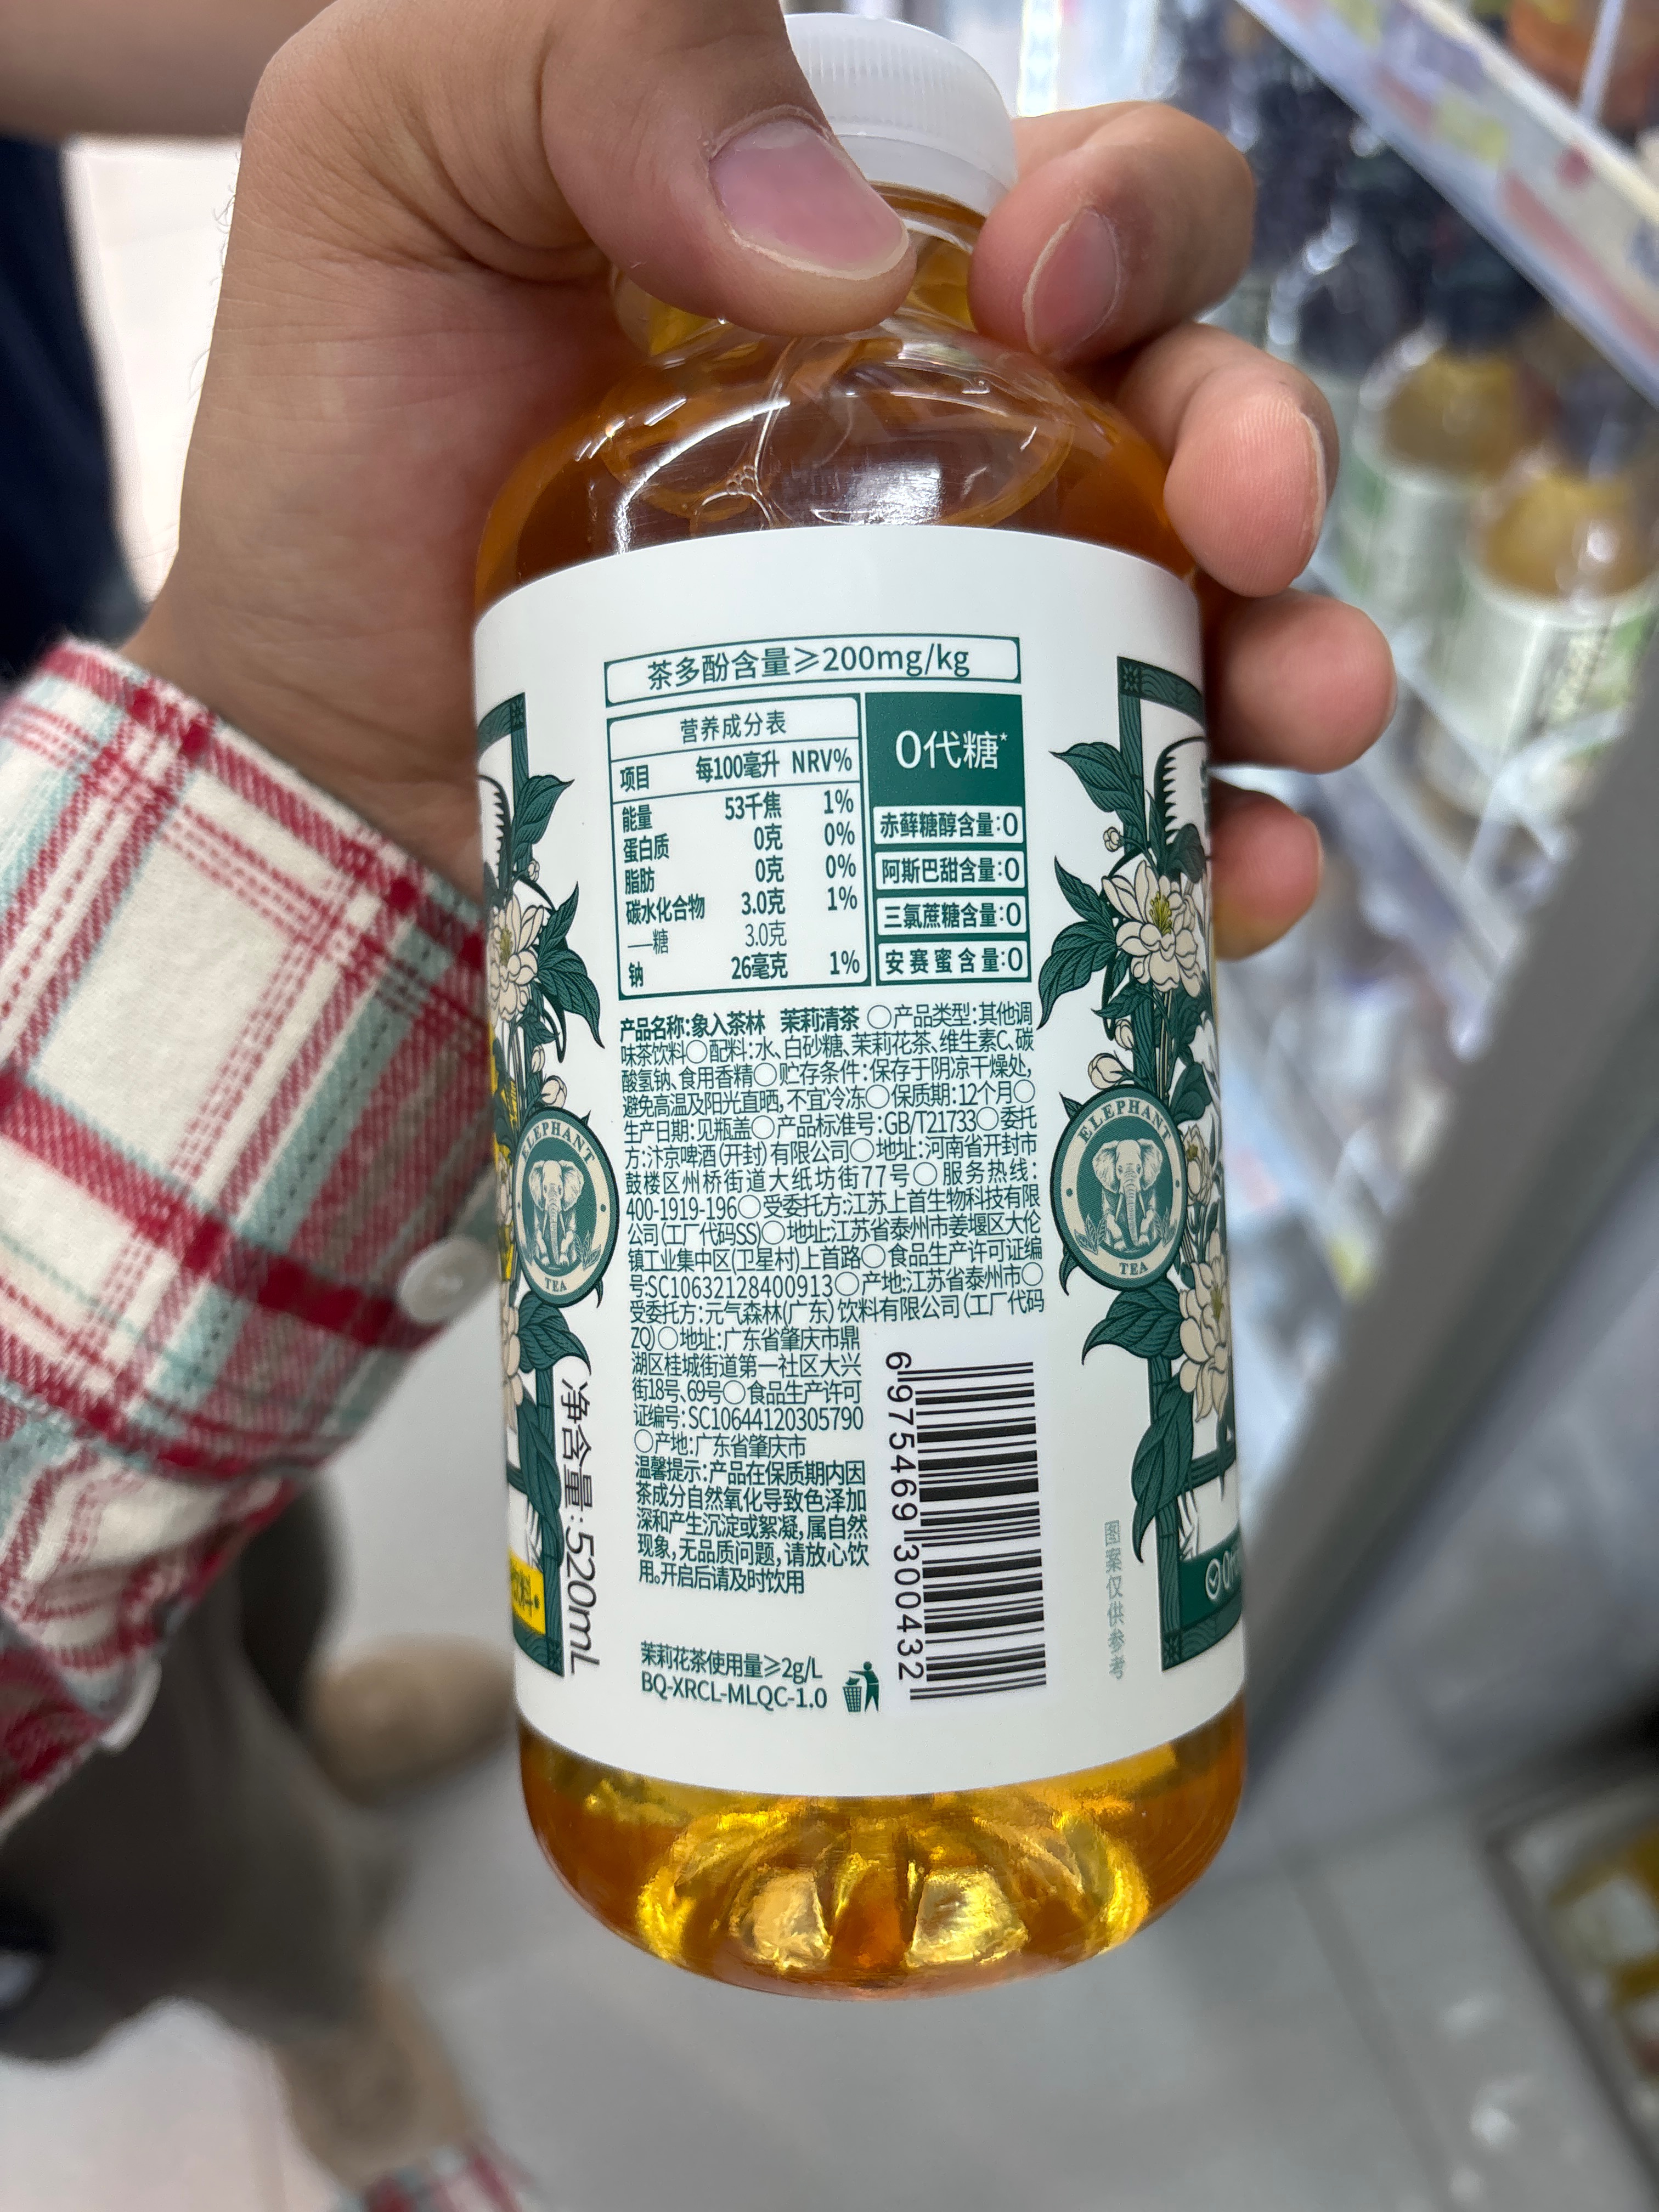 茶多酚含量≥200mg/kg
营养成分表
项目 每100毫升 NRV%
能量 53千焦 1%
蛋白质 0克 0%
脂肪 0克 0%
碳水化合物 3.0克 1%
—糖 3.0克
钠 26毫克 1%
0代糖*
赤藓糖醇含量:0
阿斯巴甜含量:0
三氯蔗糖含量:0
安赛蜜含量:0
产品名称:象入茶林 茉莉清茶○产品类型:其他调
味茶饮料○配料:水、白砂糖、茉莉花茶、维生素C、碳
酸氢钠、食用香精○贮存条件:保存于阴凉干燥处,
避免高温及阳光直晒,不宜冷冻○保质期:12个月○
生产日期:见瓶盖○产品标准号:GB/T21733○委托
方:汴京啤酒(开封)有限公司○地址:河南省开封市
鼓楼区州桥街道大纸坊街77号○服务热线:
400-1919-196○受委托方:江苏上首生物科技有限
公司(工厂代码SS)○地址:江苏省泰州市姜堰区大伦
镇工业集中区(卫星村)上首路○食品生产许可证编
号:SC10632128400913○产地:江苏省泰州市○
受委托方:元气森林(广东)饮料有限公司(工厂代码
ZQ)○地址:广东省肇庆市鼎
湖区桂城街道第一社区大兴
街18号、69号○食品生产许可
证编号:SC10644120305790
○产地:广东省肇庆市
温馨提示:产品在保质期内因
茶成分自然氧化导致色泽加
深和产生沉淀或絮凝,属自然
现象,无品质问题,请放心饮
用。开启后请及时饮用
茉莉花茶使用量≥2g/L
BQ-XRCL-MLQC-1.0
6975469300432
净含量:520mL
图案仅供参考
ELEPHANT
TEA
ELEPHANT
TEA